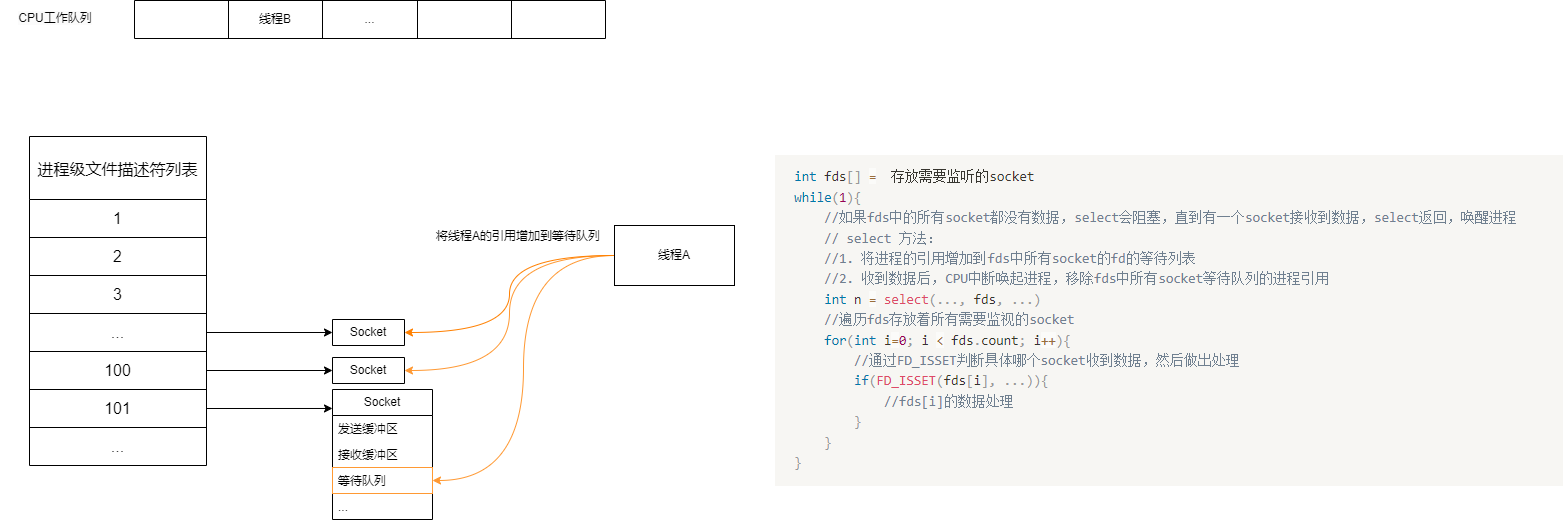 CPU工作队列
线程B
...
进程级文件描述符列表
1
2
3
...
100
101
...
将线程A的引用增加到等待队列
线程A
Socket
Socket
Socket
发送缓冲区
接收缓冲区
等待队列
...
int fds[] = 存放需要监听的socket
while(1){
//如果fds中的所有socket都没有数据，select会阻塞，直到有一个socket接收到数据，select返回，唤醒进程
// select 方法：
//1. 将进程的引用增加到fds中所有socket的fd的等待列表
//2. 收到数据后，CPU中断唤起进程，移除fds中所有socket等待队列的进程引用
int n = select(..., fds, ...)
//遍历fds存放着所有需要监视的socket
for(int i=0; i < fds.count; i++){
//通过FD_ISSET判断具体哪个socket收到数据，然后做出处理
if(FD_ISSET(fds[i], ...)){
//fds[i]的数据处理
}
}
}